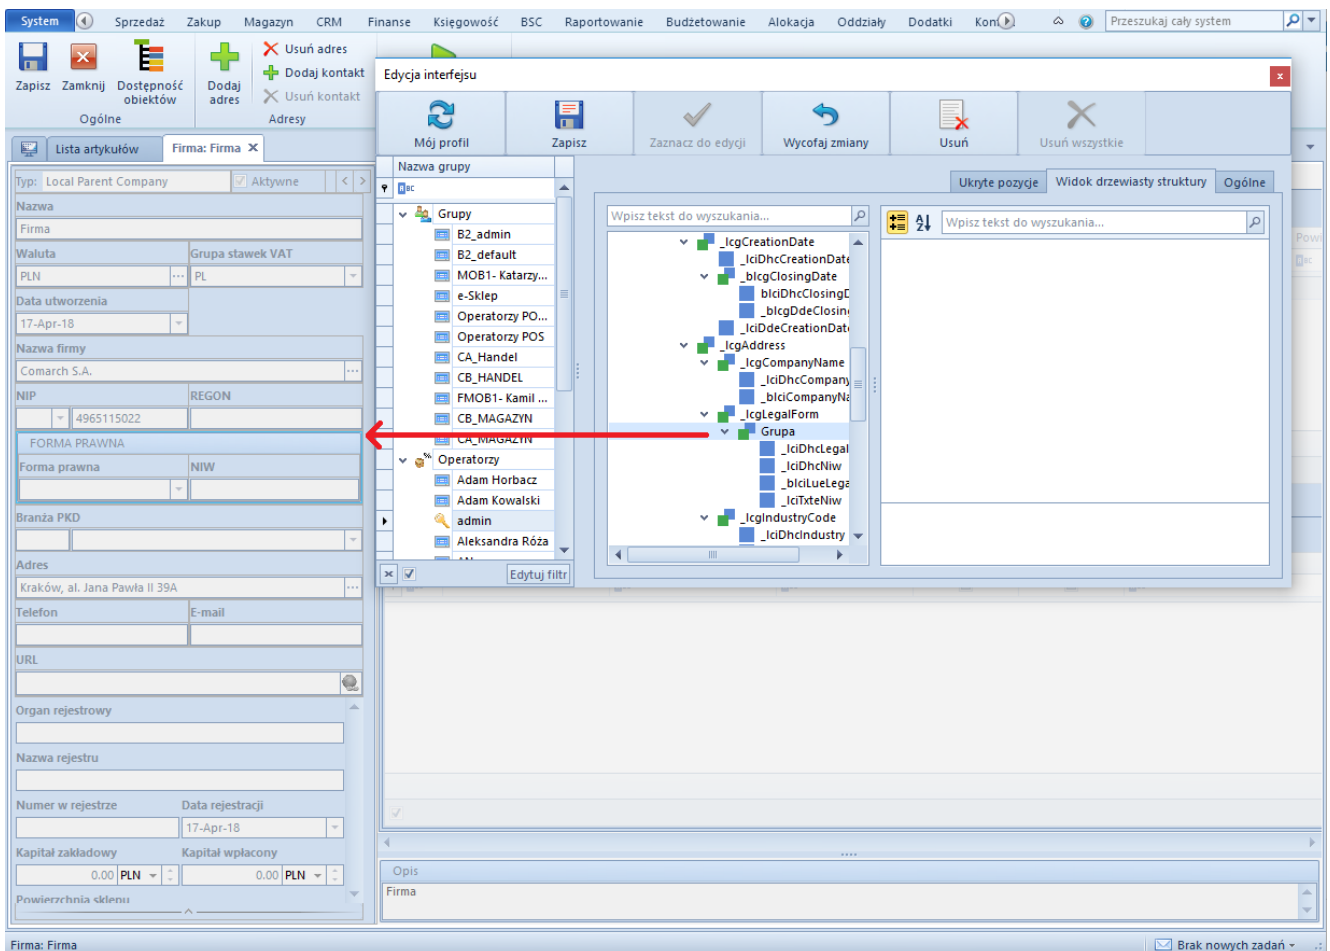 System Sprzedaż Zakup Magazyn CRM Finanse Księgowość BSC Raportowanie Budżetowanie Alokacja Oddziały Dodatki Kon Przeszukaj cały system
Zapisz Zamknij Dostępność obiektów
Ogólne
Dodaj adres
Usuń adres
Dodaj kontakt
Usuń kontakt
Adresy
Lista artykułów Firma: Firma
Typ: Local Parent Company Aktywne
Nazwa
Firma
Waluta Grupa stawek VAT
PLN PL
Data utworzenia
17-Apr-18
Nazwa firmy
Comarch S.A.
NIP REGON
4965115022
FORMA PRAWNA
Forma prawna NIW
Branża PKD
Adres
Kraków, al. Jana Pawła II 39A
Telefon E-mail
URL
Organ rejestrowy
Nazwa rejestru
Numer w rejestrze Data rejestracji
17-Apr-18
Kapitał zakładowy Kapitał wpłacony
0.00 PLN 0.00 PLN
Powierzchnia sklepu
Edycja interfejsu
Mój profil Zapisz Zaznacz do edycji Wycofaj zmiany Usuń Usuń wszystkie
Nazwa grupy
Grupy
B2_admin
B2_default
MOB1- Katarzy...
e-Sklep
Operatorzy PO...
Operatorzy POS
CA_Handel
CB_HANDEL
FMOB1- Kamil ...
CB_MAGAZYN
CA_MAGAZYN
Operatorzy
Adam Horbacz
Adam Kowalski
admin
Aleksandra Róża
Edytuj filtr
Ukryte pozycje Widok drzewiasty struktury Ogólne
Wpisz tekst do wyszukania...
_lcgCreationDate
_lciDhcCreationDate
_blcgClosingDate
blciDhcClosingD
_blcgDdeClosing
_lciDdeCreationDate
_lcgAddress
_lcgCompanyName
_lciDhcCompany
_blciCompanyNa
_lcgLegalForm
Grupa
_lciDhcLegal
_lciDhcNiw
_blciLueLega
_lciTxteNiw
_lcgIndustryCode
_lciDhcIndustry
Wpisz tekst do wyszukania...
Powi
Opis
Firma
Firma: Firma
Brak nowych zadań